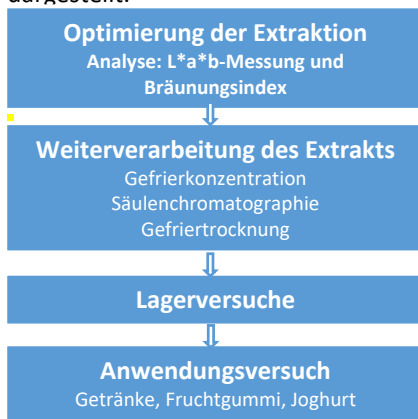 Optimierung der Extraktion
Analyse: L*a*b-Messung und
Bräunungsindex
Weiterverarbeitung des Extrakts
Gefrierkonzentration
Säulenchromatographie
Gefriertrocknung
Lagerversuche
Anwendungsversuch
Getränke, Fruchtgummi, Joghurt